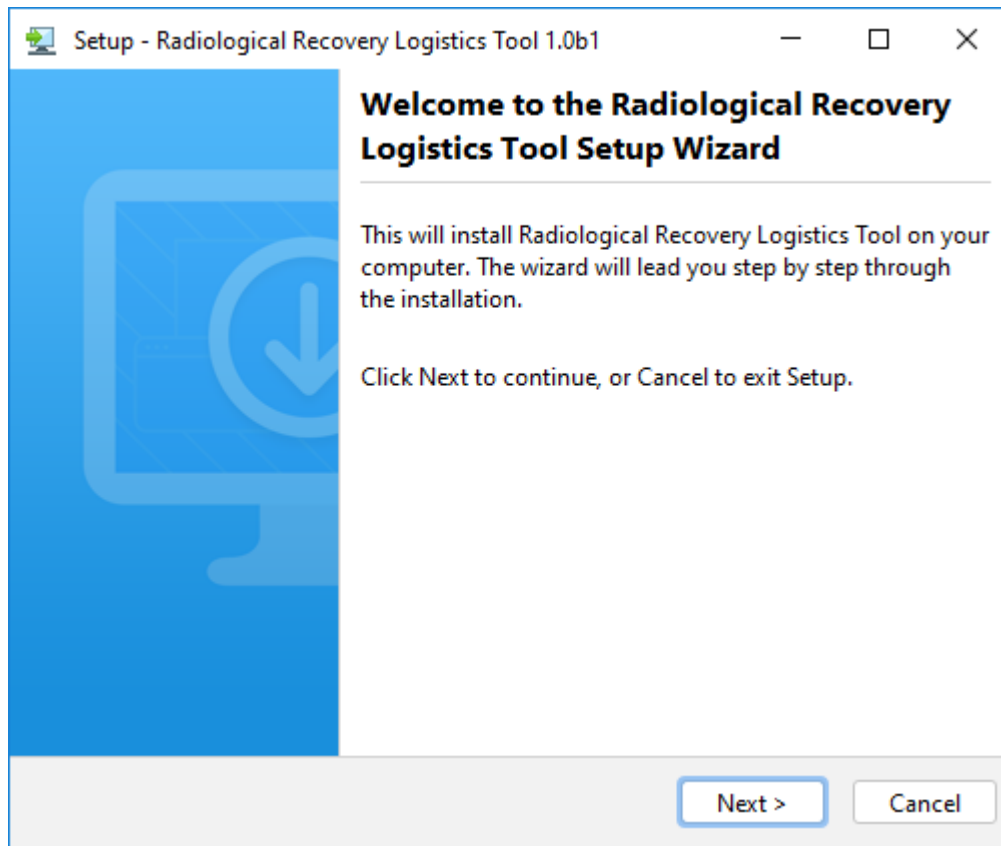 Setup - Radiological Recovery Logistics Tool 1.0b1
Welcome to the Radiological Recovery
Logistics Tool Setup Wizard
This will install Radiological Recovery Logistics Tool on your
computer. The wizard will lead you step by step through
the installation.
Click Next to continue, or Cancel to exit Setup.
Next >
Cancel